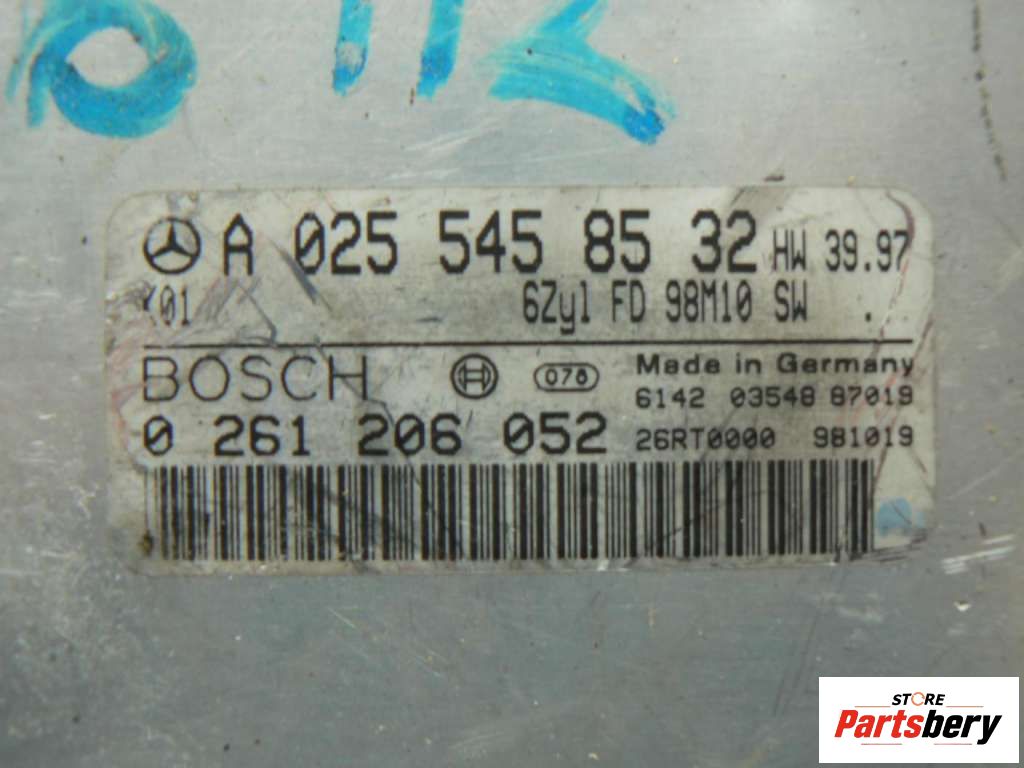 112
A 025 545 85 32 HW 39.97
K01 6Zyl FD 98M10 SW .
BOSCH 078 Made in Germany
6142 03548 87019
0 261 206 052 26RT0000 981019
STORE
Partsbery